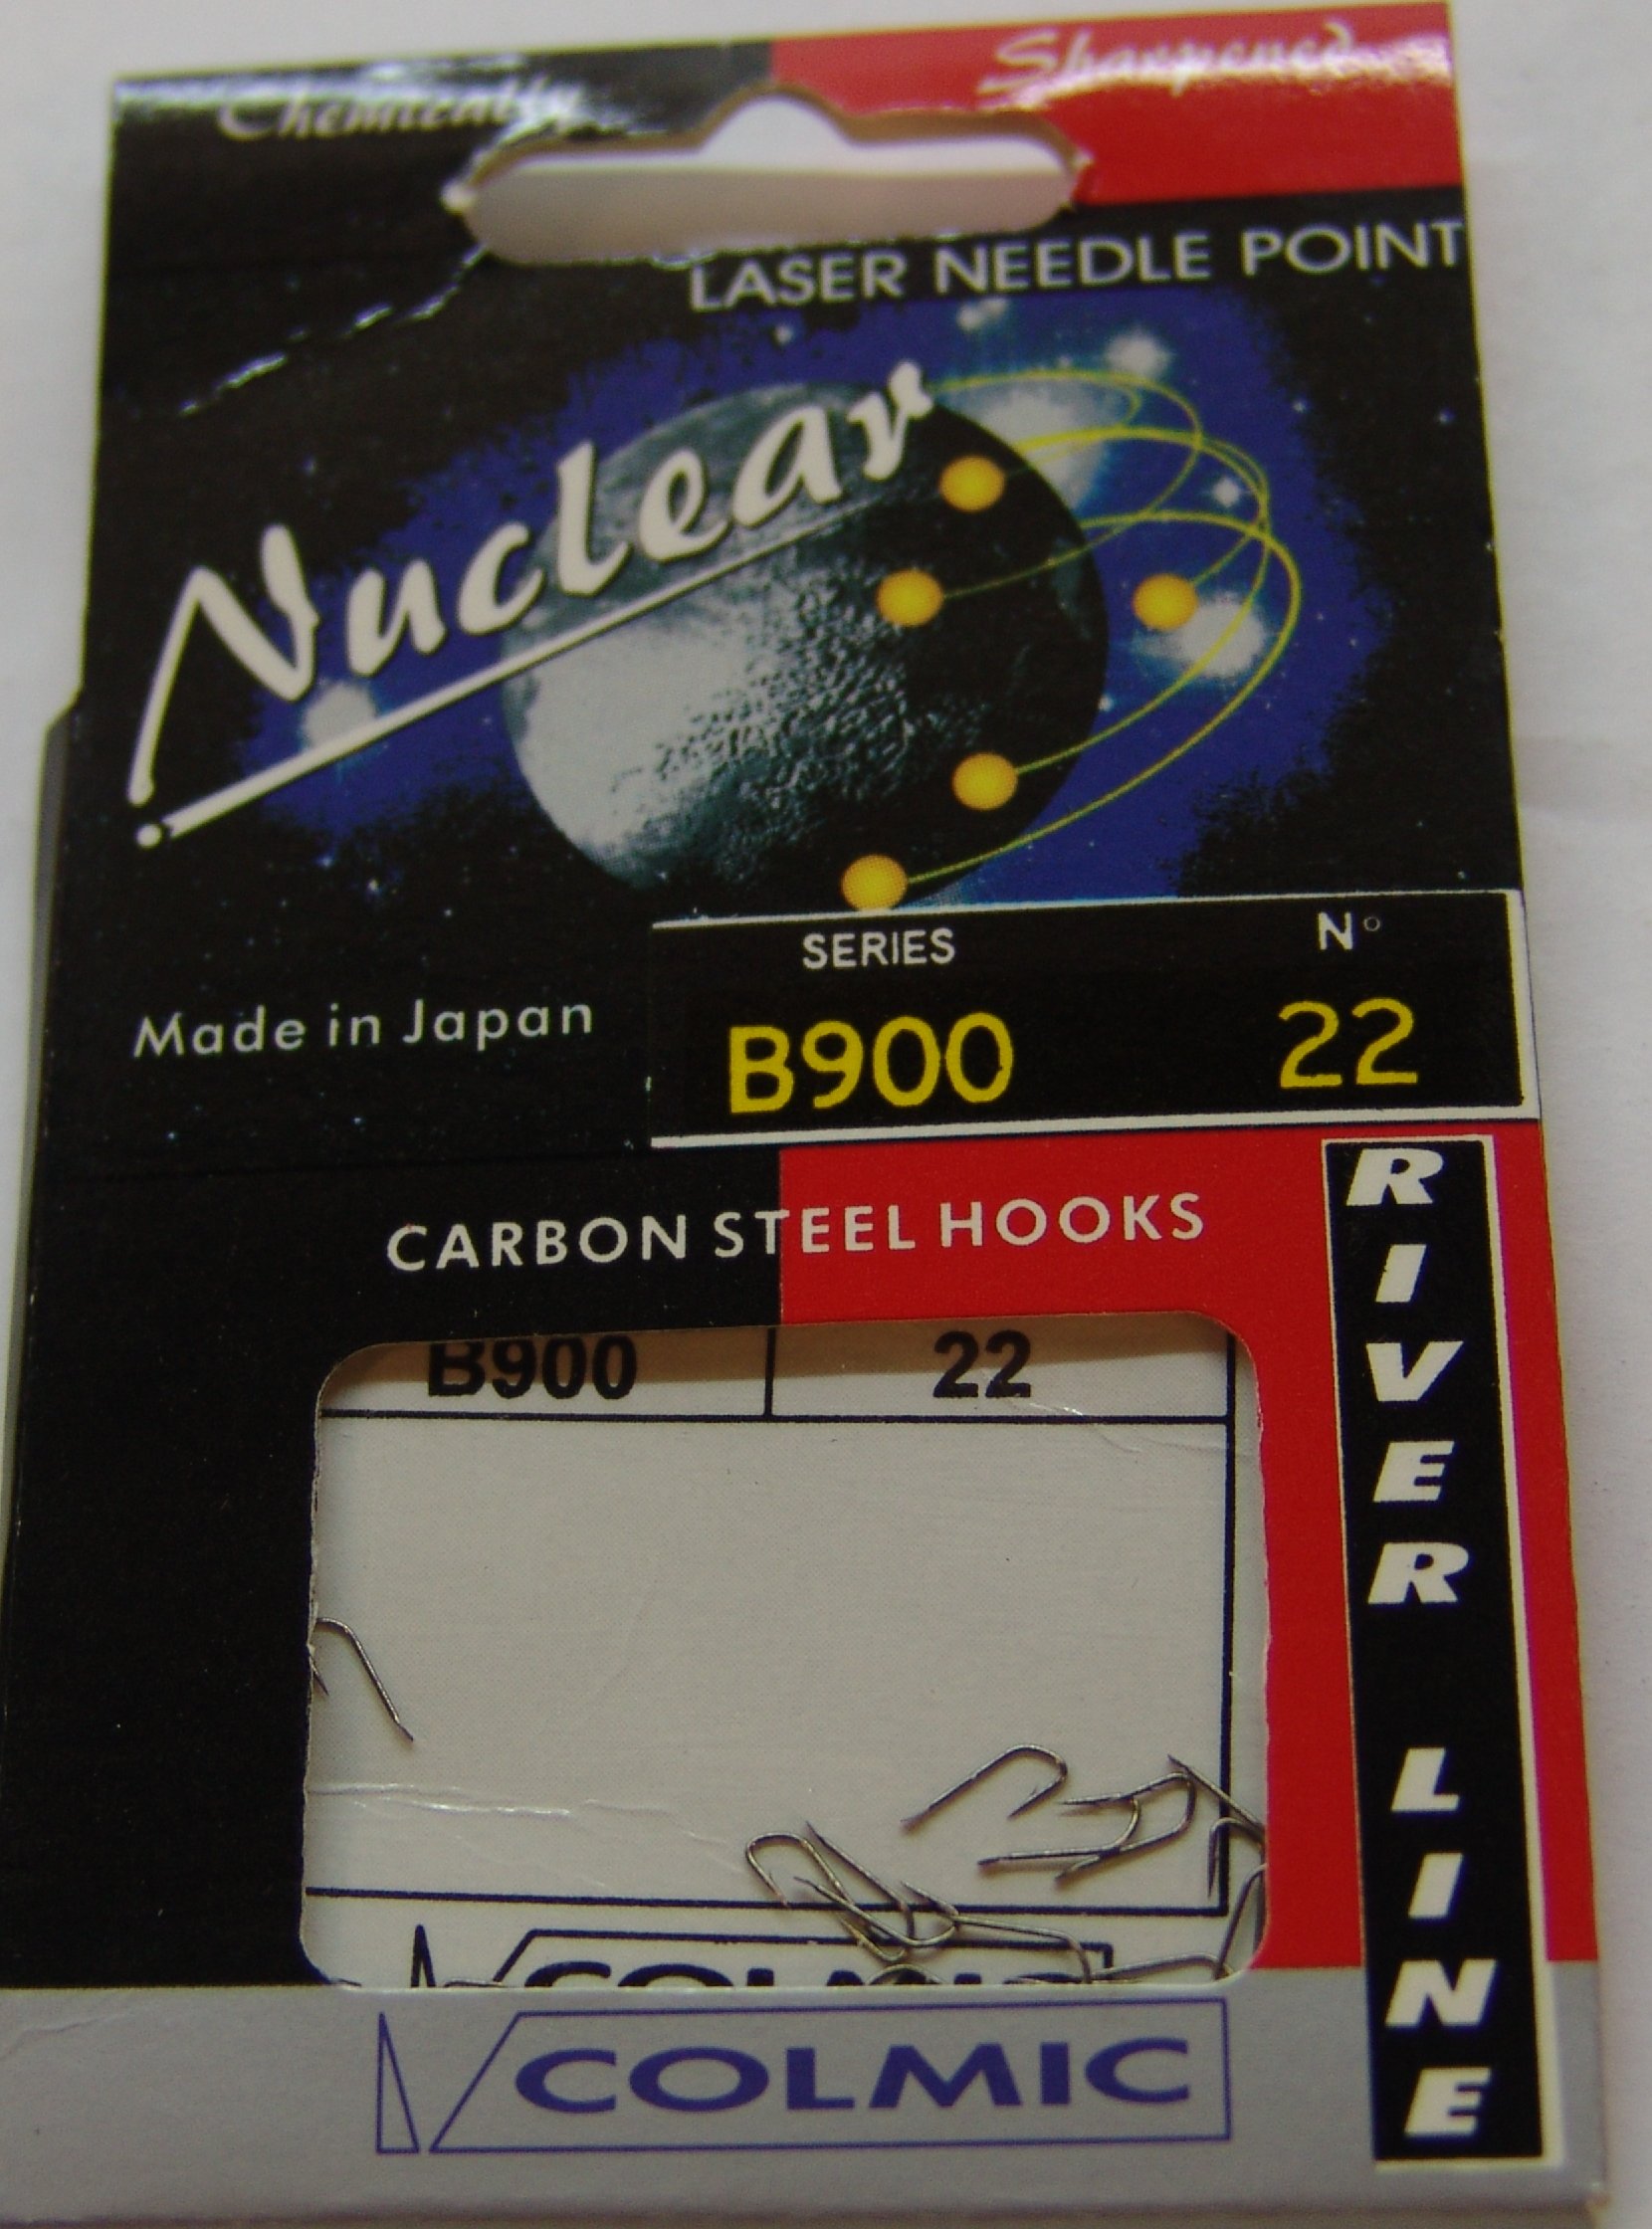 Chemically Sharpened
LASER NEEDLE POINT
Nuclear
SERIES N°
Made in Japan B900 22
CARBON STEEL HOOKS
RIVER LINE
B900 22
COLMIC
COLMIC